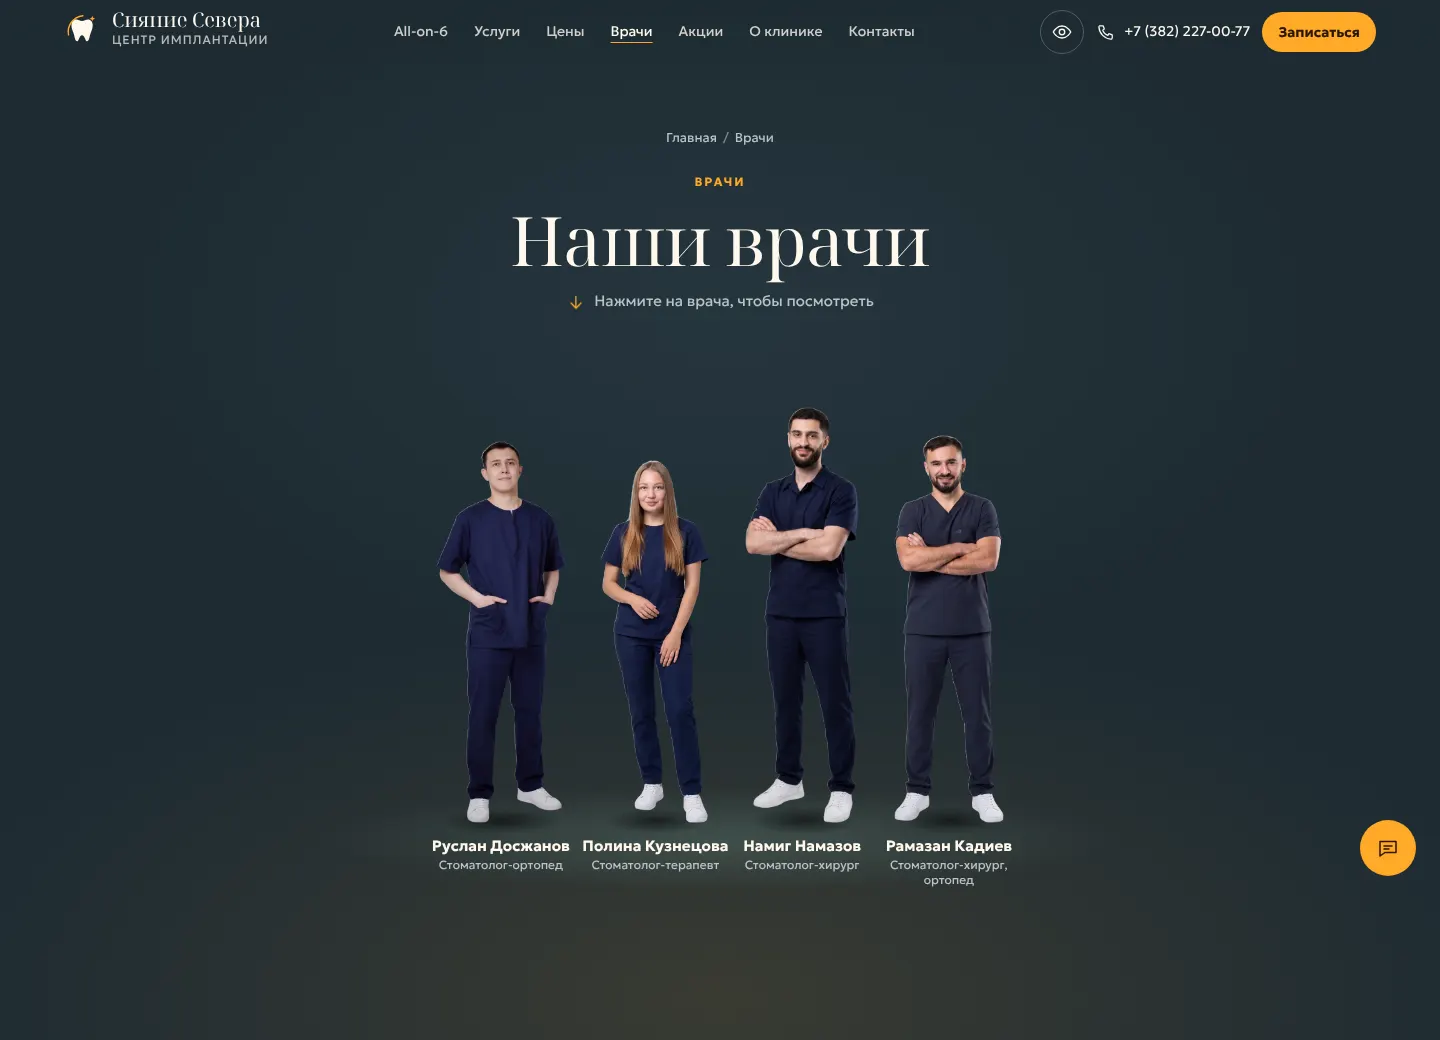 Сияние Севера
ЦЕНТР ИМПЛАНТАЦИИ
All-on-6 Услуги Цены Врачи Акции О клинике Контакты
+7 (382) 227-00-77
Записаться
Главная / Врачи
ВРАЧИ
Наши врачи
Нажмите на врача, чтобы посмотреть
Руслан Досжанов
Стоматолог-ортопед
Полина Кузнецова
Стоматолог-терапевт
Намиг Намазов
Стоматолог-хирург
Рамазан Кадиев
Стоматолог-хирург,
ортопед